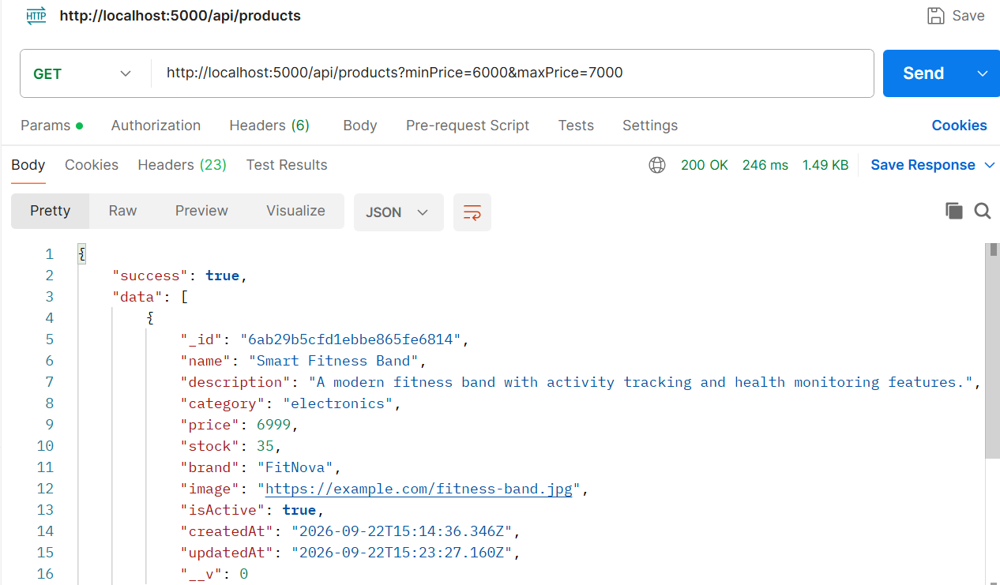 HTTP http://localhost:5000/api/products Save
GET http://localhost:5000/api/products?minPrice=6000&maxPrice=7000 Send
Params Authorization Headers (6) Body Pre-request Script Tests Settings Cookies
Body Cookies Headers (23) Test Results 200 OK 246 ms 1.49 KB Save Response
Pretty Raw Preview Visualize JSON
1 {
2 "success": true,
3 "data": [
4 {
5 "_id": "6ab29b5cfd1ebbe865fe6814",
6 "name": "Smart Fitness Band",
7 "description": "A modern fitness band with activity tracking and health monitoring features.",
8 "category": "electronics",
9 "price": 6999,
10 "stock": 35,
11 "brand": "FitNova",
12 "image": "https://example.com/fitness-band.jpg",
13 "isActive": true,
14 "createdAt": "2026-09-22T15:14:36.346Z",
15 "updatedAt": "2026-09-22T15:23:27.160Z",
16 "__v": 0